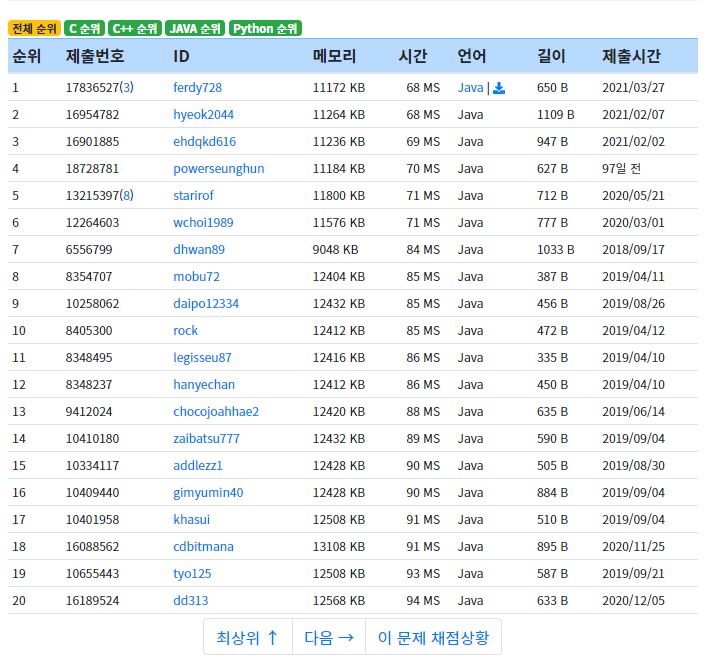 전체 순위 C 순위 C++ 순위 JAVA 순위 Python 순위
순위 제출번호 ID 메모리 시간 언어 길이 제출시간
1 17836527(3) ferdy728 11172 KB 68 MS Java | 650 B 2021/03/27
2 16954782 hyeok2044 11264 KB 68 MS Java 1109 B 2021/02/07
3 16901885 ehdqkd616 11236 KB 69 MS Java 947 B 2021/02/02
4 18728781 powerseunghun 11184 KB 70 MS Java 627 B 97일 전
5 13215397(8) starirof 11800 KB 71 MS Java 712 B 2020/05/21
6 12264603 wchoi1989 11576 KB 71 MS Java 777 B 2020/03/01
7 6556799 dhwan89 9048 KB 84 MS Java 1033 B 2018/09/17
8 8354707 mobu72 12404 KB 85 MS Java 387 B 2019/04/11
9 10258062 daipo12334 12432 KB 85 MS Java 456 B 2019/08/26
10 8405300 rock 12412 KB 85 MS Java 472 B 2019/04/12
11 8348495 legisseu87 12416 KB 86 MS Java 335 B 2019/04/10
12 8348237 hanyechan 12412 KB 86 MS Java 450 B 2019/04/10
13 9412024 chocojoahhae2 12420 KB 88 MS Java 635 B 2019/06/14
14 10410180 zaibatsu777 12432 KB 89 MS Java 590 B 2019/09/04
15 10334117 addlezz1 12428 KB 90 MS Java 505 B 2019/08/30
16 10409440 gimyumin40 12428 KB 90 MS Java 884 B 2019/09/04
17 10401958 khasui 12508 KB 91 MS Java 510 B 2019/09/04
18 16088562 cdbitmana 13108 KB 91 MS Java 895 B 2020/11/25
19 10655443 tyo125 12508 KB 93 MS Java 587 B 2019/09/21
20 16189524 dd313 12568 KB 94 MS Java 633 B 2020/12/05
최상위 ↑ 다음 → 이 문제 채점상황